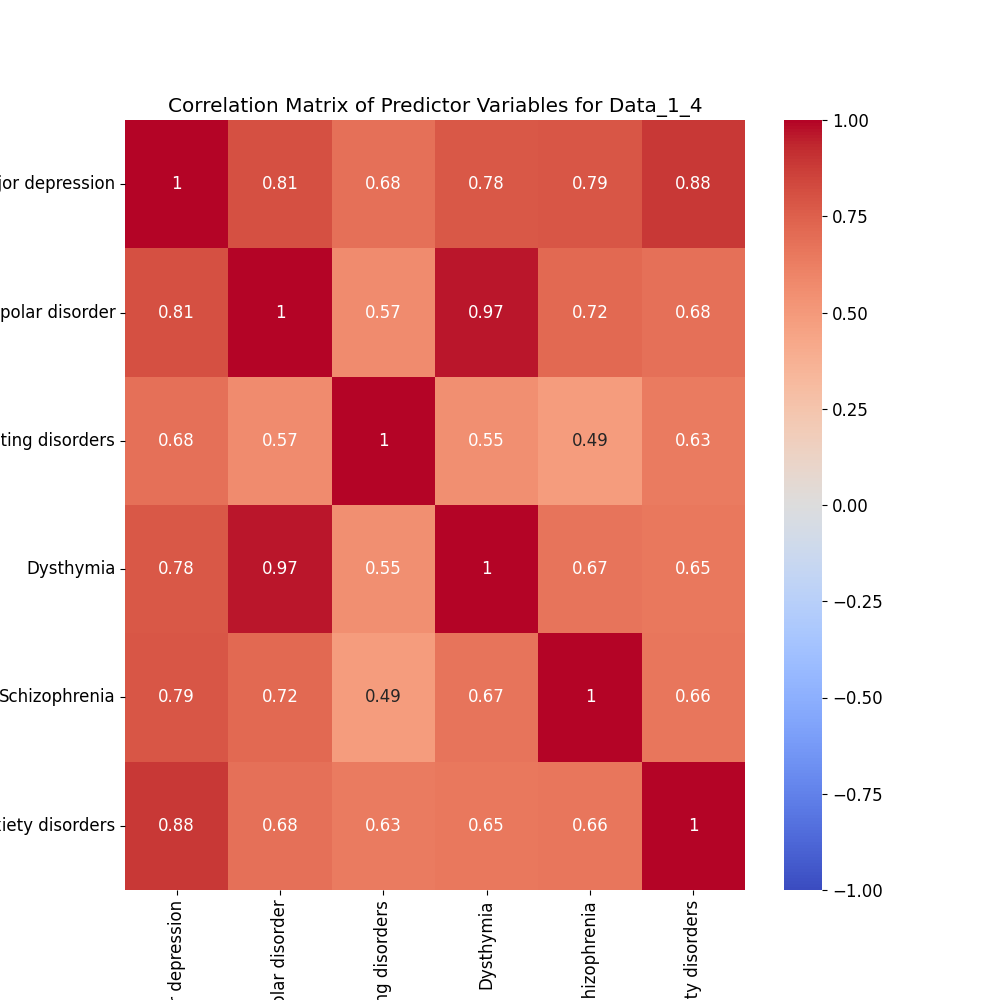 Correlation Matrix of Predictor Variables for Data_1_4
jor depression 1 0.81 0.68 0.78 0.79 0.88
polar disorder 0.81 1 0.57 0.97 0.72 0.68
ting disorders 0.68 0.57 1 0.55 0.49 0.63
Dysthymia 0.78 0.97 0.55 1 0.67 0.65
Schizophrenia 0.79 0.72 0.49 0.67 1 0.66
iety disorders 0.88 0.68 0.63 0.65 0.66 1
r depression
olar disorder
ng disorders
Dysthymia
hizophrenia
ty disorders
1.00
0.75
0.50
0.25
0.00
−0.25
−0.50
−0.75
−1.00